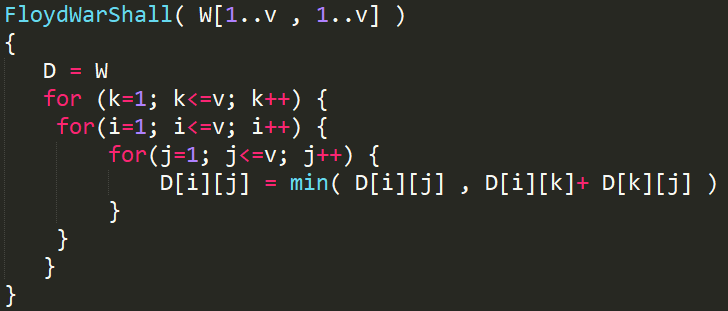 FloydWarShall( W[1..v , 1..v] )
{
   D = W
   for (k=1; k<=v; k++) {
    for(i=1; i<=v; i++) {
        for(j=1; j<=v; j++) {
            D[i][j] = min( D[i][j] , D[i][k]+ D[k][j] )
        }
    }
   }
}